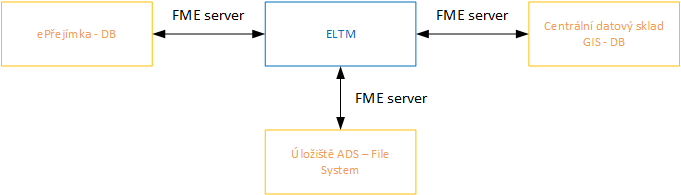 FME server
FME server
ePřejímka - DB
ELTM
Centrální datový sklad
GIS - DB
FME server
Úložiště ADS – File
System